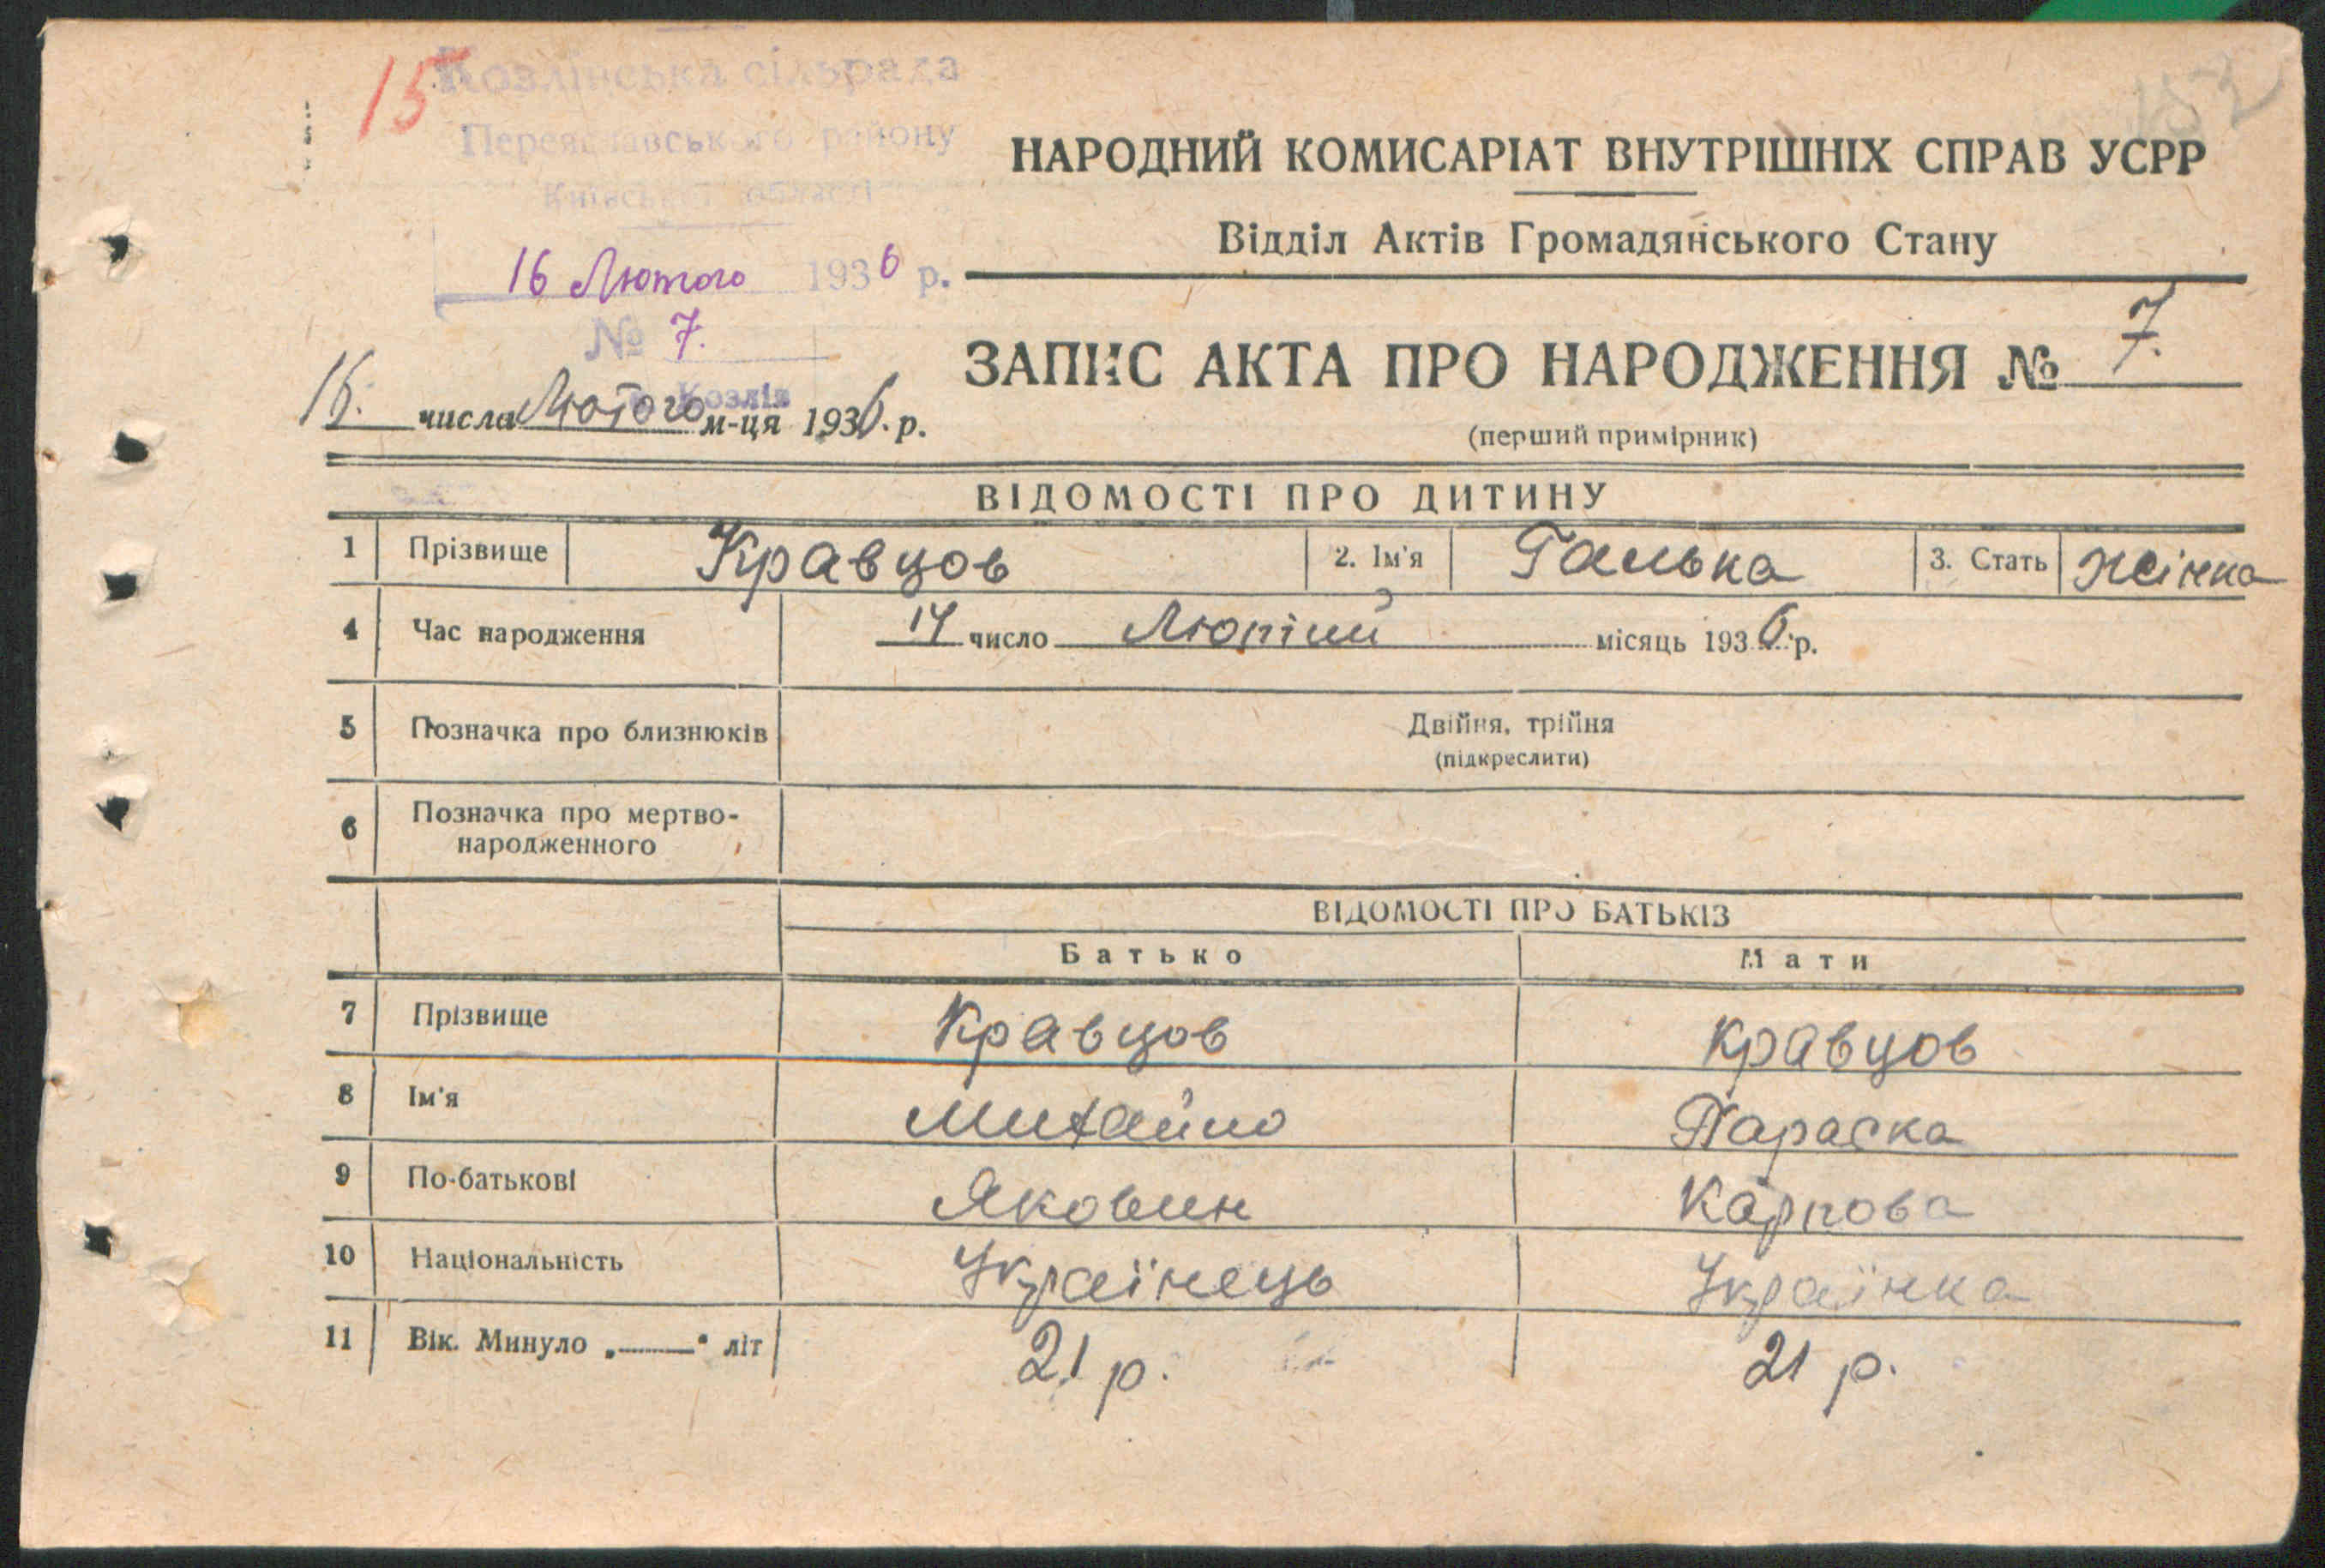 15
152
Козлінська сільрада
Переяславського району
Київської області
16 Лютого 1936 р.
№ 7.
с. Козлів
НАРОДНИЙ КОМИСАРІАТ ВНУТРІШНІХ СПРАВ УСРР
Відділ Актів Громадянського Стану
ЗАПИС АКТА ПРО НАРОДЖЕННЯ № 7.
16. числа Лютого м-ця 1936. р.
(перший примірник)
ВІДОМОСТІ ПРО ДИТИНУ
1 Прізвище Кравцов 2. Ім'я Галька 3. Стать жінка
4 Час народження 14 число Лютий місяць 1936 р.
5 Позначка про близнюків Двійня, трійня
(підкреслити)
6 Позначка про мертво-
народженного
ВІДОМОСТІ ПРО БАТЬКІВ
Батько Мати
7 Прізвище Кравцов Кравцов
8 Ім'я Михайло Параска
9 По-батькові Яковин Карпова
10 Національність Українець Українка
11 Вік. Минуло „——“ літ 21 р. 21 р.